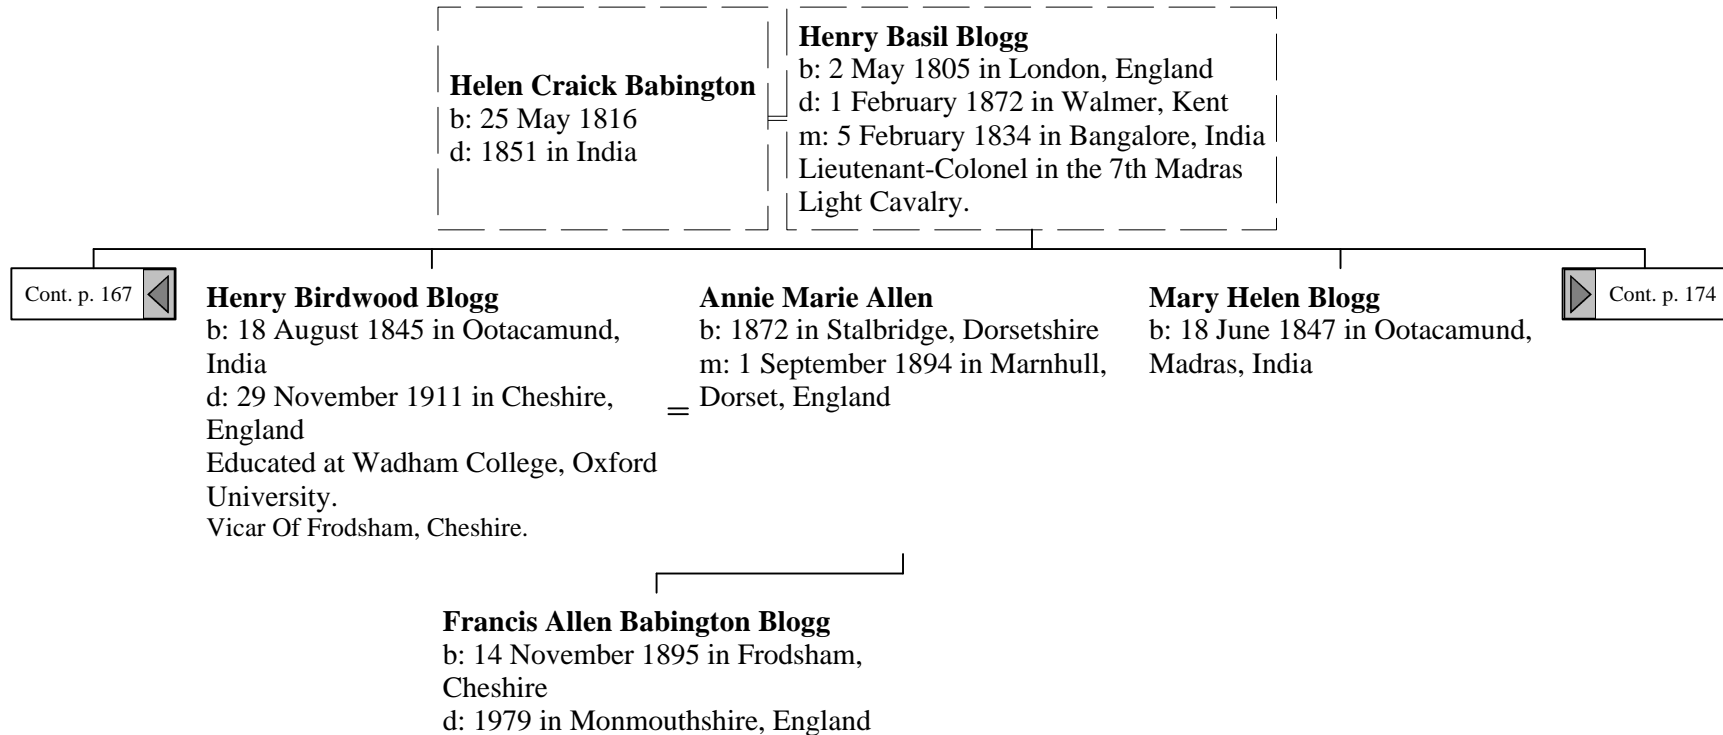 Helen Craick Babington
b: 25 May 1816
d: 1851 in India
Henry Basil Blogg
b: 2 May 1805 in London, England
d: 1 February 1872 in Walmer, Kent
m: 5 February 1834 in Bangalore, India
Lieutenant-Colonel in the 7th Madras
Light Cavalry.
Cont. p. 167
Henry Birdwood Blogg
b: 18 August 1845 in Ootacamund,
India
d: 29 November 1911 in Cheshire,
England
Educated at Wadham College, Oxford
University.
Vicar Of Frodsham, Cheshire.
=
Annie Marie Allen
b: 1872 in Stalbridge, Dorsetshire
m: 1 September 1894 in Marnhull,
Dorset, England
Mary Helen Blogg
b: 18 June 1847 in Ootacamund,
Madras, India
Cont. p. 174
Francis Allen Babington Blogg
b: 14 November 1895 in Frodsham,
Cheshire
d: 1979 in Monmouthshire, England